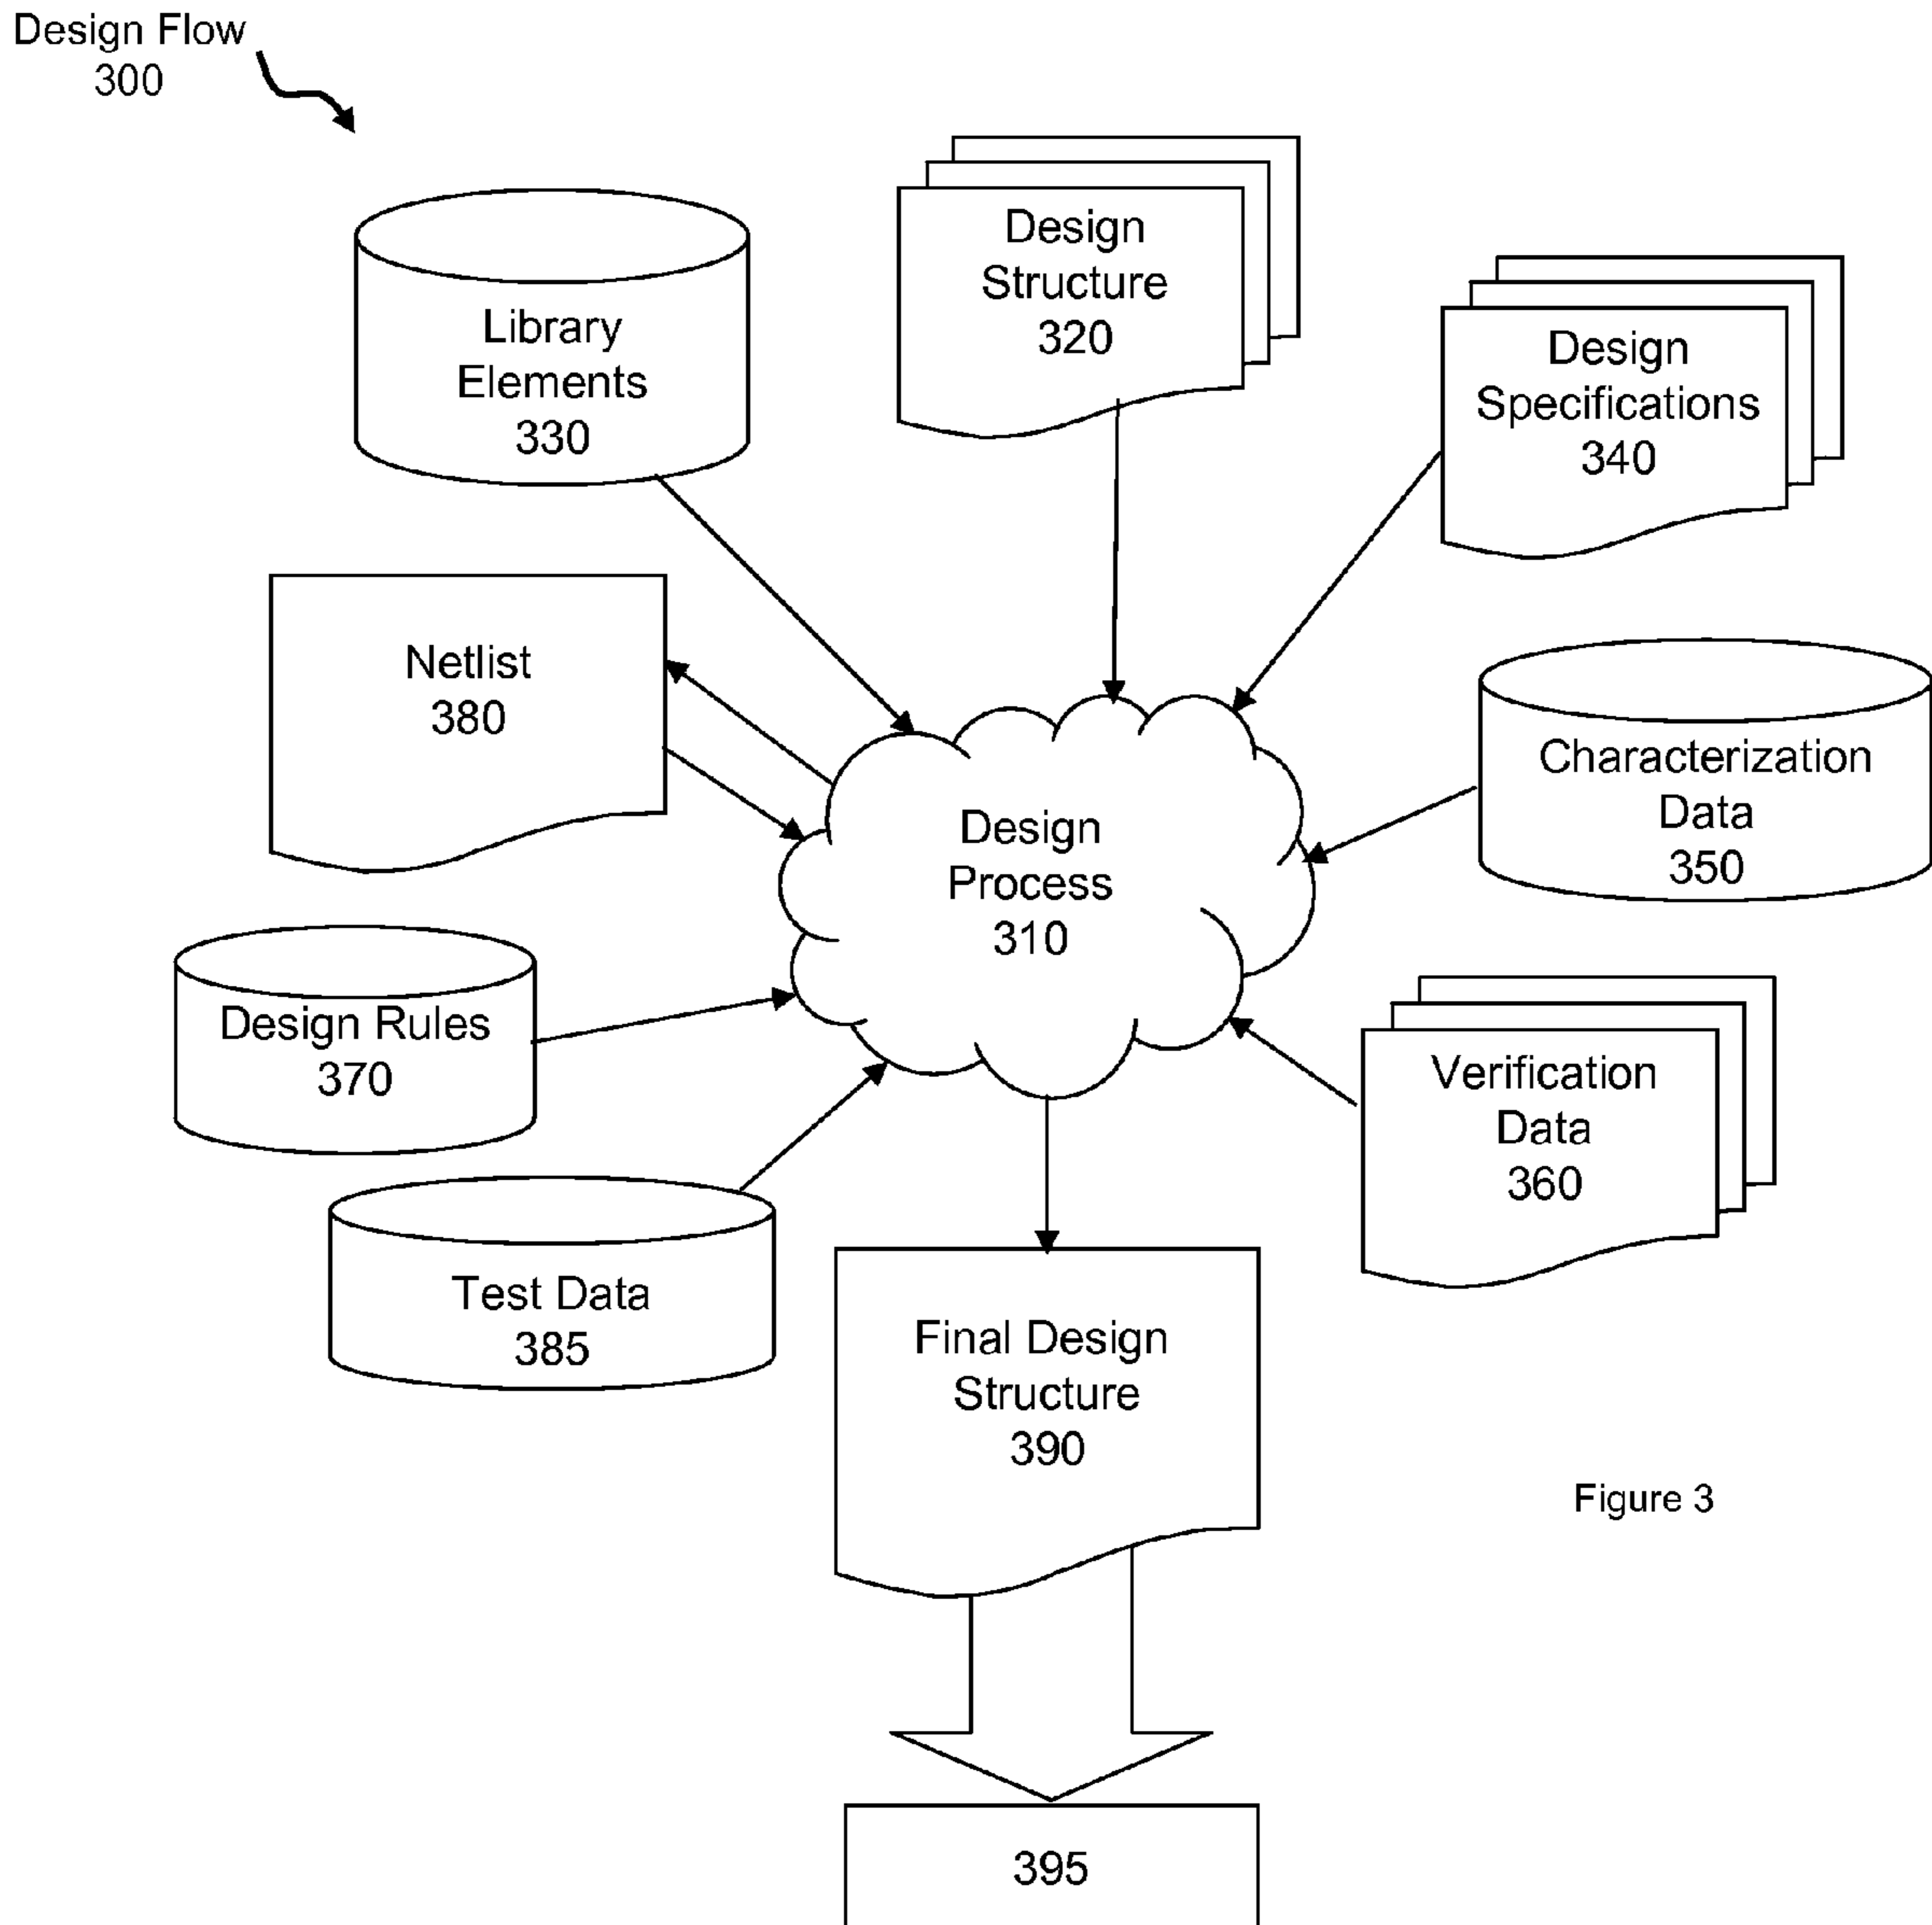 Design Flow
300
Design
Structure
320
Library
Elements
330
Design
Specifications
340
Netlist
380
Characterization
Data
350
Design
Process
310
Design Rules
370
Verification
Data
360
Test Data
385
Final Design
Structure
390
Figure 3
395